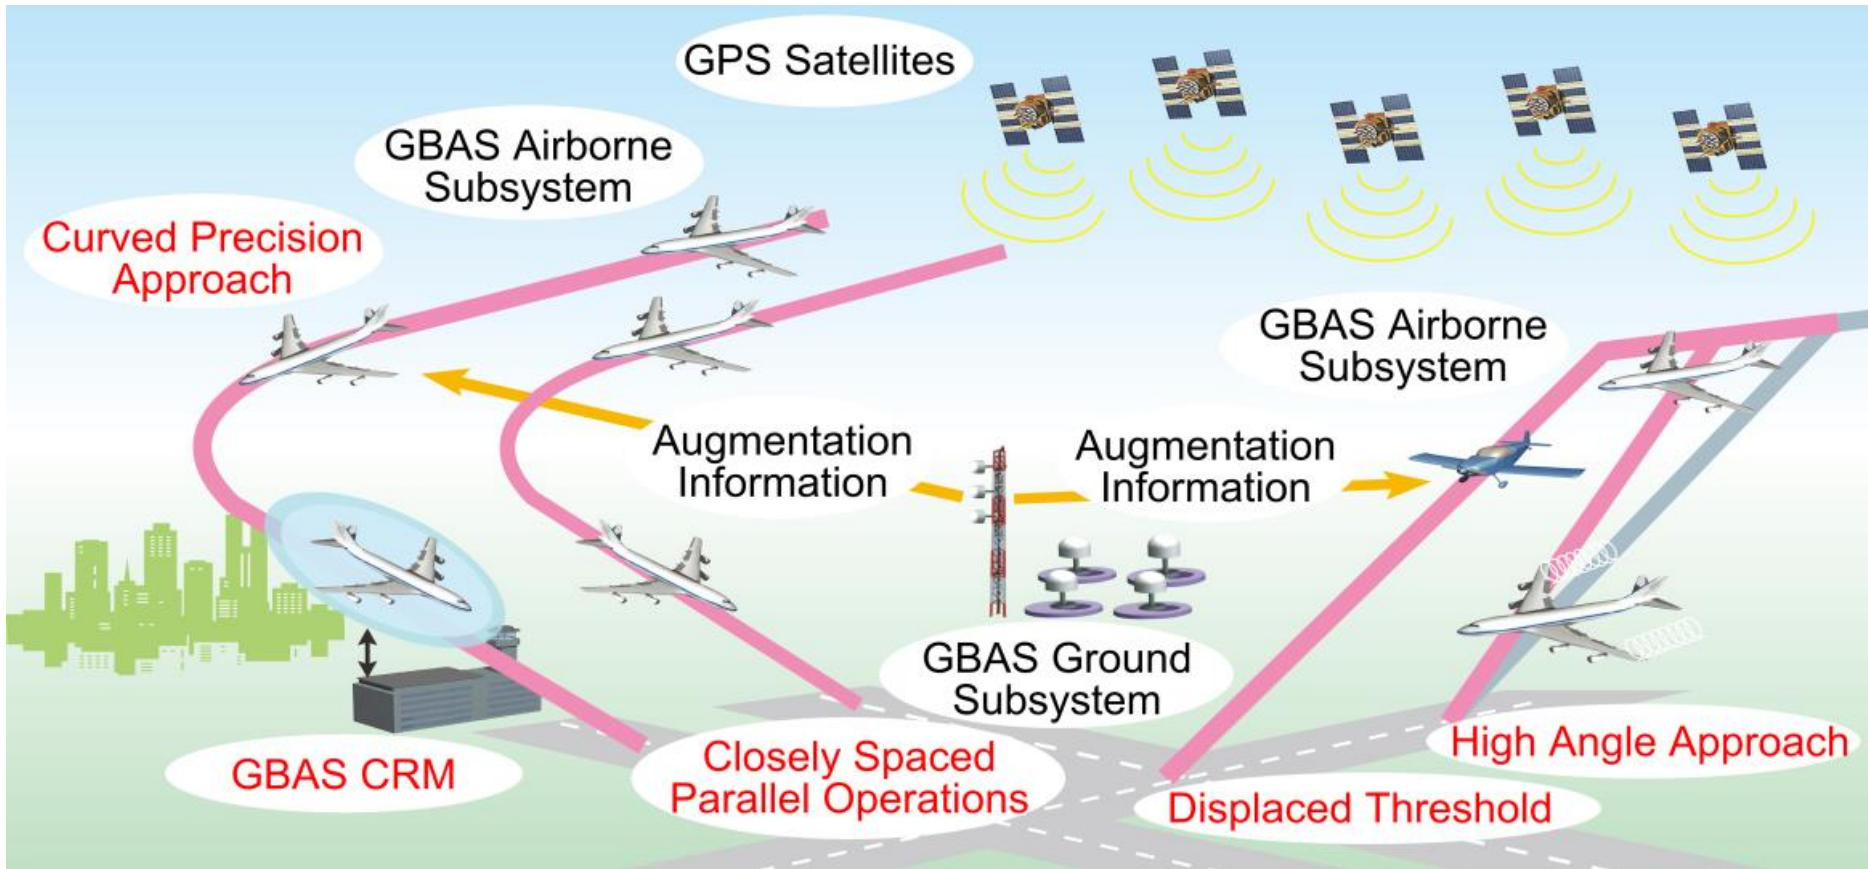 GPS Satellites
GBAS Airborne
Subsystem
Curved Precision
Approach
GBAS Airborne
Subsystem
Augmentation
Information
Augmentation
Information
GBAS Ground
Subsystem
GBAS CRM
Closely Spaced
Parallel Operations
High Angle Approach
Displaced Threshold